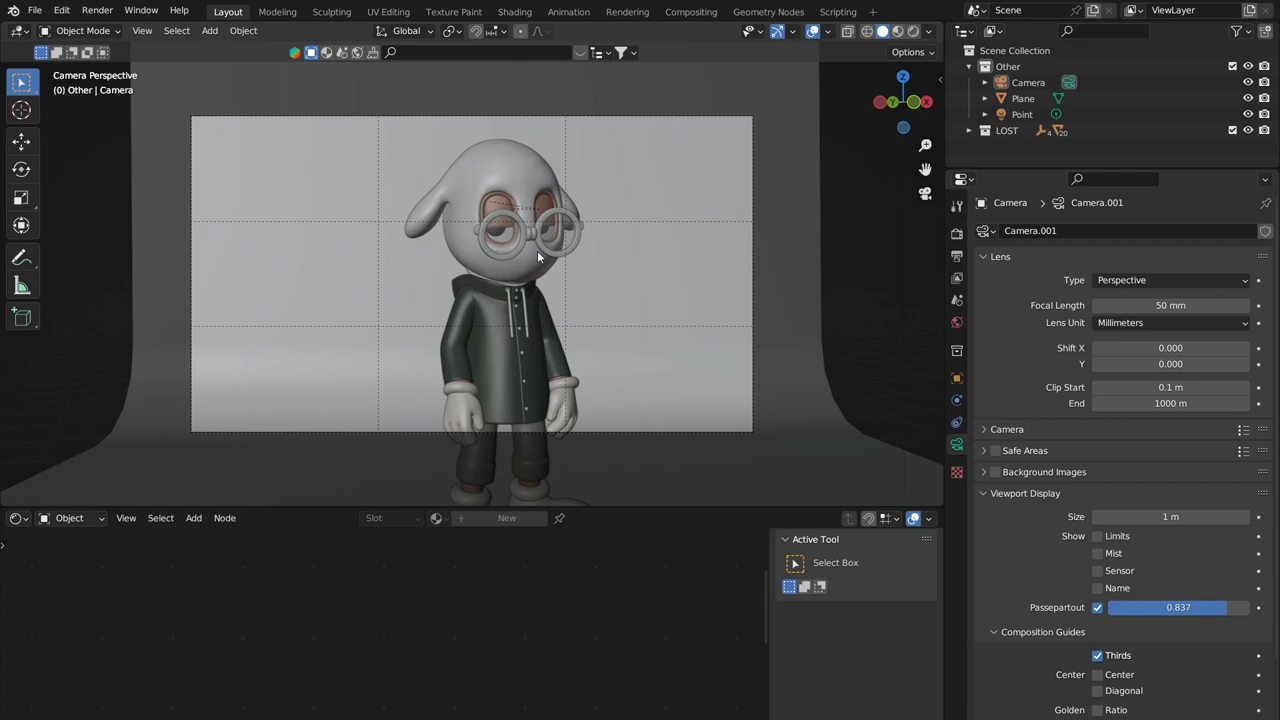 File Edit Render Window Help Layout Modeling Sculpting UV Editing Texture Paint Shading Animation Rendering Compositing Geometry Nodes Scripting Scene ViewLayer
Object Mode View Select Add Object Global
Options
Camera Perspective
(0) Other | Camera
Z
Y
X
Scene Collection
Other
Camera
Plane
Point
LOST 4 20
Camera Camera.001
Camera.001
Lens
Type Perspective
Focal Length 50 mm
Lens Unit Millimeters
Shift X 0.000
Y 0.000
Clip Start 0.1 m
End 1000 m
Camera
Safe Areas
Background Images
Viewport Display
Size 1 m
Show Limits
Mist
Sensor
Name
Passepartout 0.837
Composition Guides
Thirds
Center Center
Diagonal
Golden Ratio
Object View Select Add Node Slot New
Active Tool
Select Box